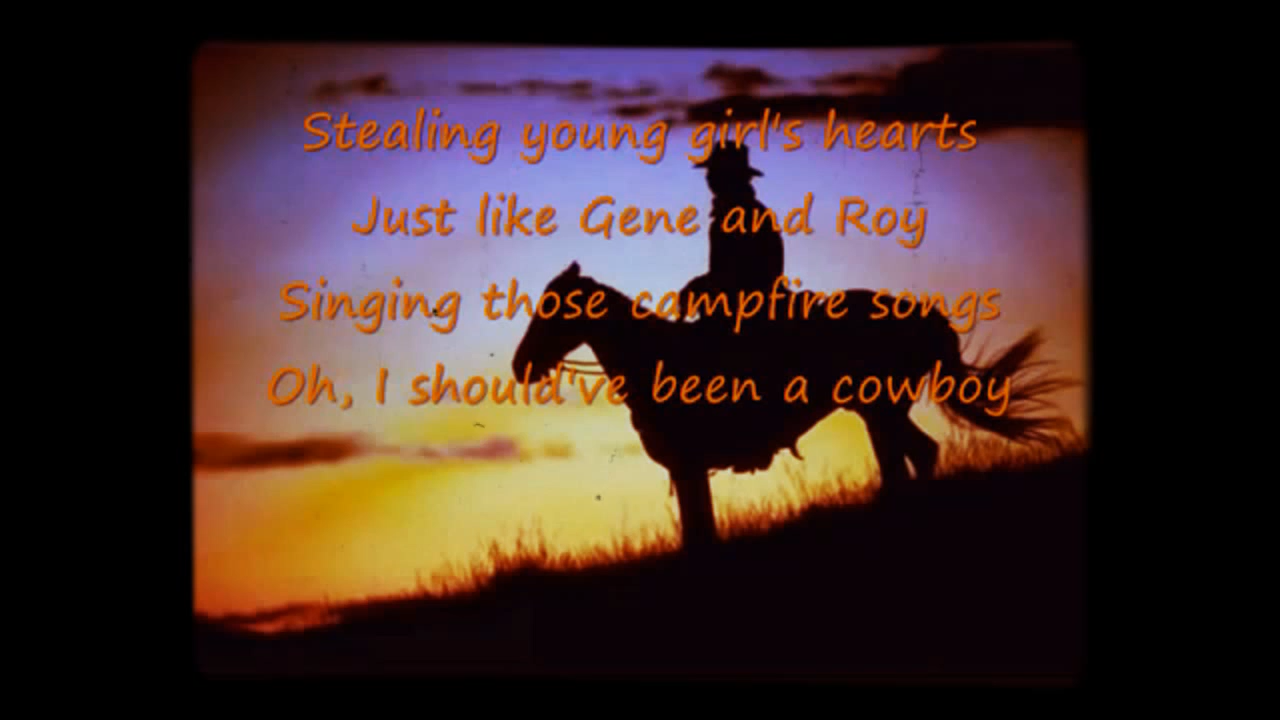 Stealing young girl's hearts
Just like Gene and Roy
Singing those campfire songs
Oh, I should've been a cowboy